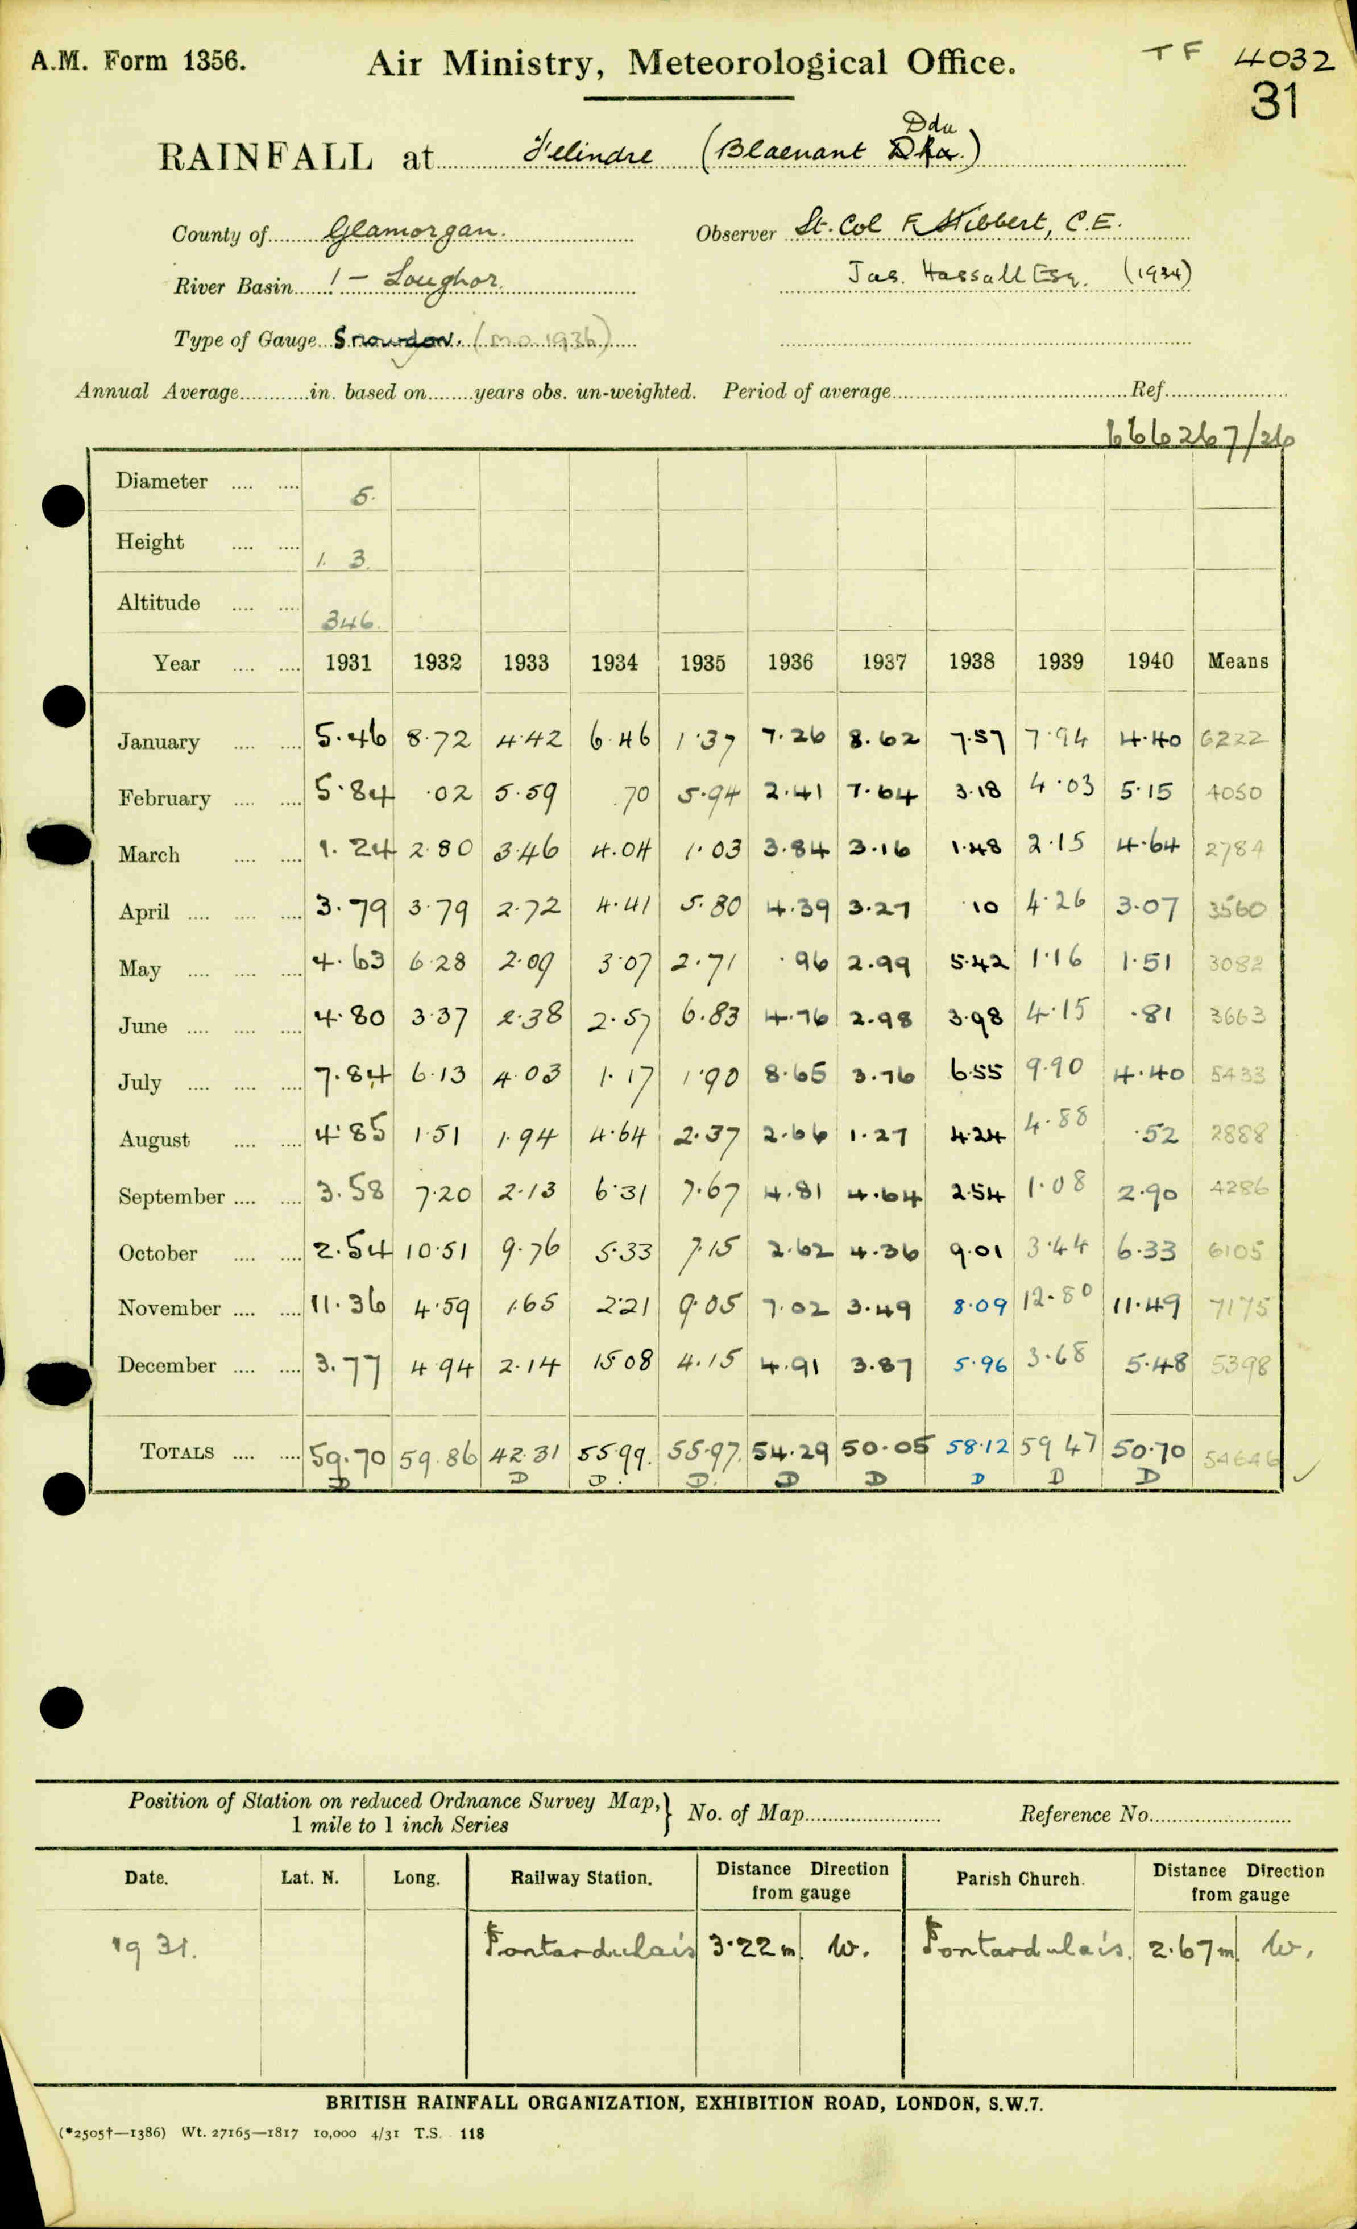 A.M. Form 1356. Air Ministry, Meteorological Office. T F 4032
31
Ddu
RAINFALL at Felindre (Blaenant Dha.)
County of Glamorgan. Observer Lt. Col F. Hibbert, C.E.
River Basin 1 – Loughor. Jas. Hassall Esq. (1934)
Type of Gauge Snowdon. (m.o. 1936)
Annual Average in. based on years obs. un-weighted. Period of average Ref.
666267/26
Diameter 5.
Height 1. 3.
Altitude 346.
Year 1931 1932 1933 1934 1935 1936 1937 1938 1939 1940 Means
January 5.46 8.72 4.42 6.46 1.37 7.26 8.62 7.57 7.94 4.40 6222
February 5.84 .02 5.59 .70 5.94 2.41 7.64 3.18 4.03 5.15 4050
March 1.24 2.80 3.46 4.04 1.03 3.84 3.16 1.48 2.15 4.64 2784
April 3.79 3.79 2.72 4.41 5.80 4.39 3.27 .10 4.26 3.07 3560
May 4.63 6.28 2.09 3.07 2.71 .96 2.99 5.42 1.16 1.51 3082
June 4.80 3.37 2.38 2.57 6.83 4.76 2.98 3.98 4.15 .81 3663
July 7.84 6.13 4.03 1.17 1.90 8.65 3.76 6.55 9.90 4.40 5433
August 4.85 1.51 1.94 4.64 2.37 2.66 1.27 4.24 4.88 .52 2888
September 3.58 7.20 2.13 6.31 7.67 4.81 4.64 2.54 1.08 2.90 4286
October 2.54 10.51 9.76 5.33 7.15 2.62 4.36 9.01 3.44 6.33 6105
November 11.36 4.59 1.65 2.21 9.05 7.02 3.49 8.09 12.80 11.49 7175
December 3.77 4.94 2.14 15.08 4.15 4.91 3.87 5.96 3.68 5.48 5398
TOTALS 59.70 59.86 42.31 55.99. 55.97. 54.29 50.05 58.12 59.47 50.70 54646 ✓
D D D. D. D D D D D
Position of Station on reduced Ordnance Survey Map, } No. of Map Reference No.
1 mile to 1 inch Series
Date. Lat. N. Long. Railway Station. Distance Direction from gauge Parish Church. Distance Direction from gauge
1931. Pontardulais 3.22m. W. Pontardulais. 2.67m. W.
BRITISH RAINFALL ORGANIZATION, EXHIBITION ROAD, LONDON, S.W.7.
(*2505†—1386) Wt. 27165—1817 10,000 4/31 T.S. 118